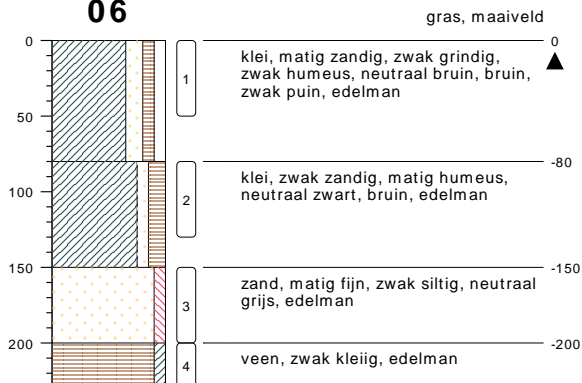 06
gras, maaiveld
0
0
1
klei, matig zandig, zwak grindig,
zwak humeus, neutraal bruin, bruin,
zwak puin, edelman
50
-80
100
2
klei, zwak zandig, matig humeus,
neutraal zwart, bruin, edelman
150
-150
3
zand, matig fijn, zwak siltig, neutraal
grijs, edelman
200
-200
4
veen, zwak kleiig, edelman